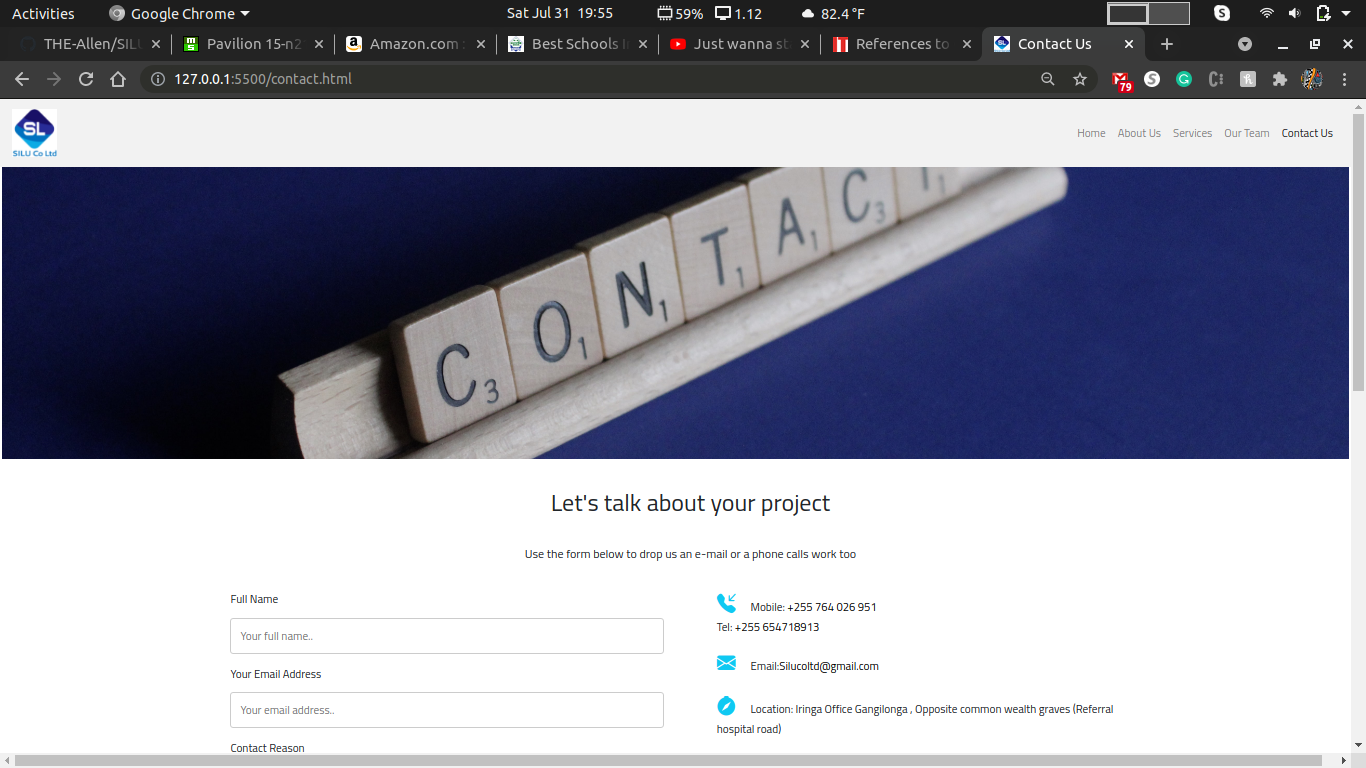 Activities Google Chrome Sat Jul 31 19:55 59% 1.12 82.4 °F
THE-Allen/SIL Pavilion 15-n2 Amazon.com : Best Schools I Just wanna st References to Contact Us
127.0.0.1:5500/contact.html 79
SL
SILU Co Ltd
Home About Us Services Our Team Contact Us
C3 O1 N1 T1 A1 C3 T1
Let's talk about your project
Use the form below to drop us an e-mail or a phone calls work too
Full Name
Your full name..
Your Email Address
Your email address..
Contact Reason
Mobile: +255 764 026 951
Tel: +255 654718913
Email:Silucoltd@gmail.com
Location: Iringa Office Gangilonga , Opposite common wealth graves (Referral
hospital road)